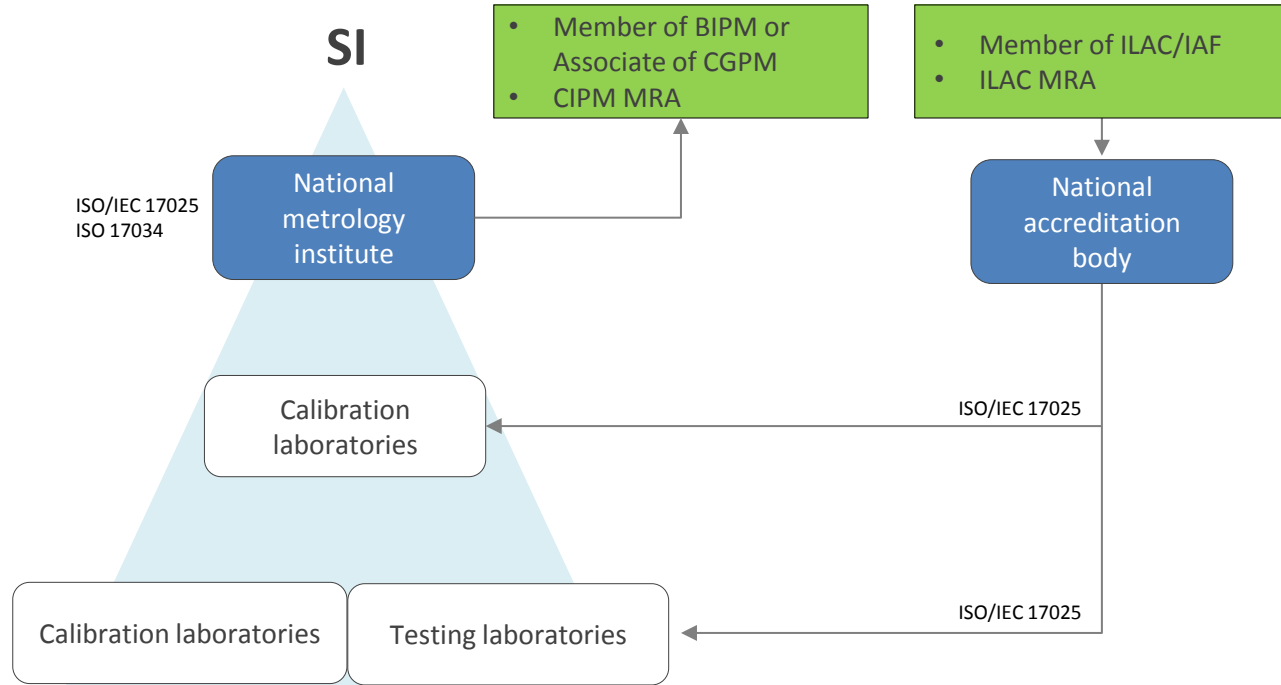 SI
• Member of BIPM or
Associate of CGPM
• CIPM MRA
• Member of ILAC/IAF
• ILAC MRA
ISO/IEC 17025
ISO 17034
National
metrology
institute
National
accreditation
body
Calibration
laboratories
ISO/IEC 17025
Calibration laboratories
Testing laboratories
ISO/IEC 17025